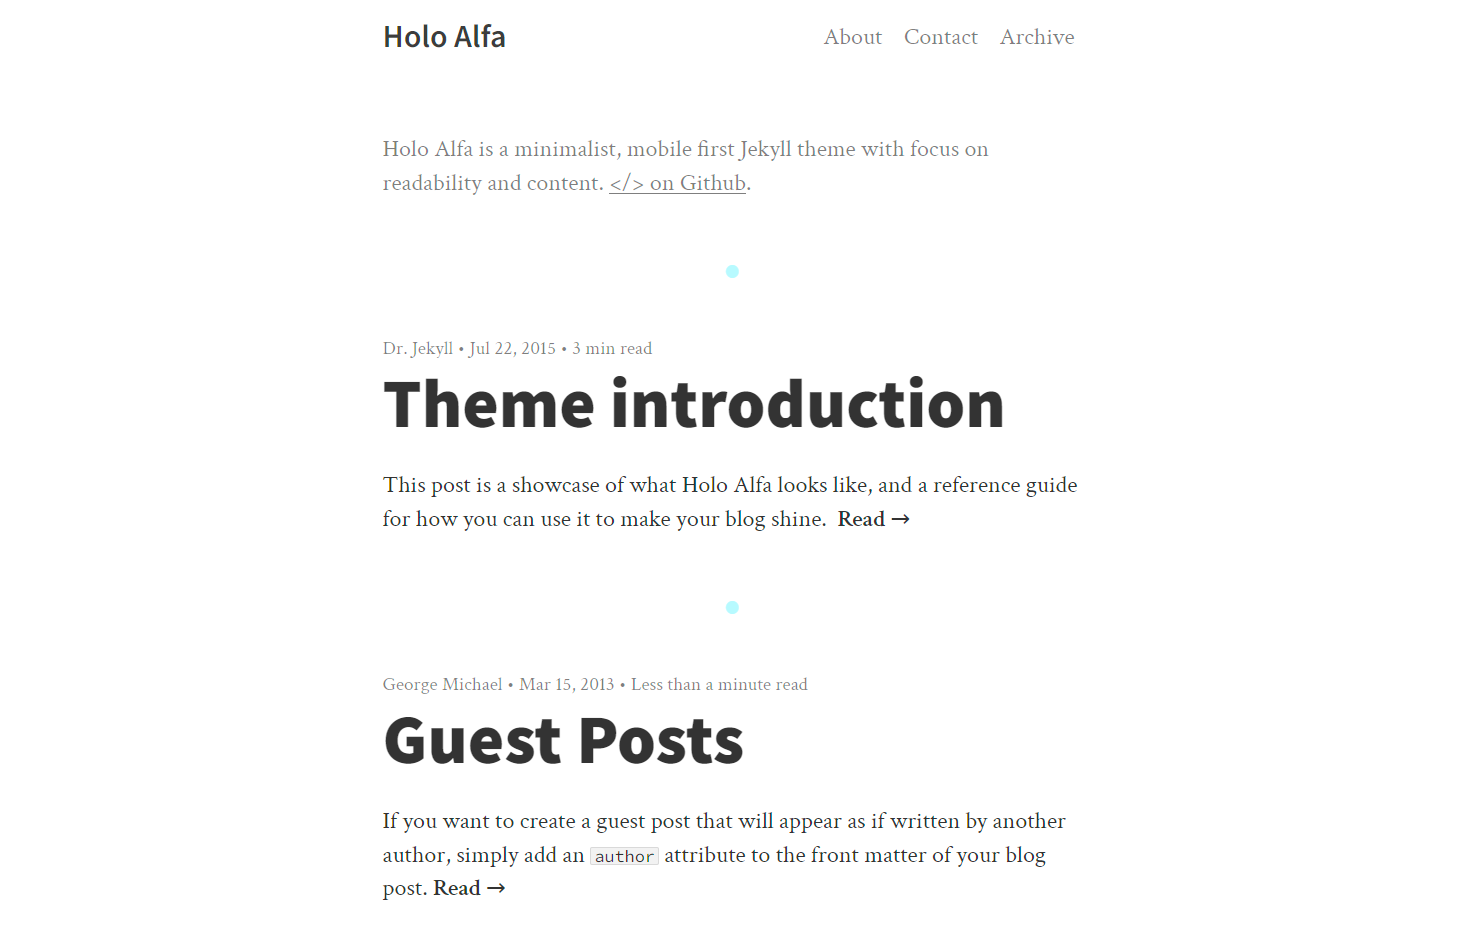 Holo Alfa
About Contact Archive
Holo Alfa is a minimalist, mobile first Jekyll theme with focus on
readability and content. </> on Github.
Dr. Jekyll • Jul 22, 2015 • 3 min read
Theme introduction
This post is a showcase of what Holo Alfa looks like, and a reference guide
for how you can use it to make your blog shine. Read →
George Michael • Mar 15, 2013 • Less than a minute read
Guest Posts
If you want to create a guest post that will appear as if written by another
author, simply add an author attribute to the front matter of your blog
post. Read →